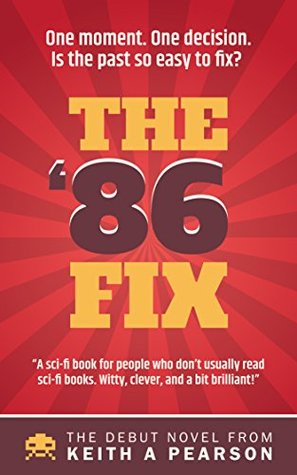 One moment. One decision.
Is the past so easy to fix?
THE
‘86
FIX
“A sci-fi book for people who don’t usually read
sci-fi books. Witty, clever, and a bit brilliant!”
THE DEBUT NOVEL FROM
KEITH A PEARSON